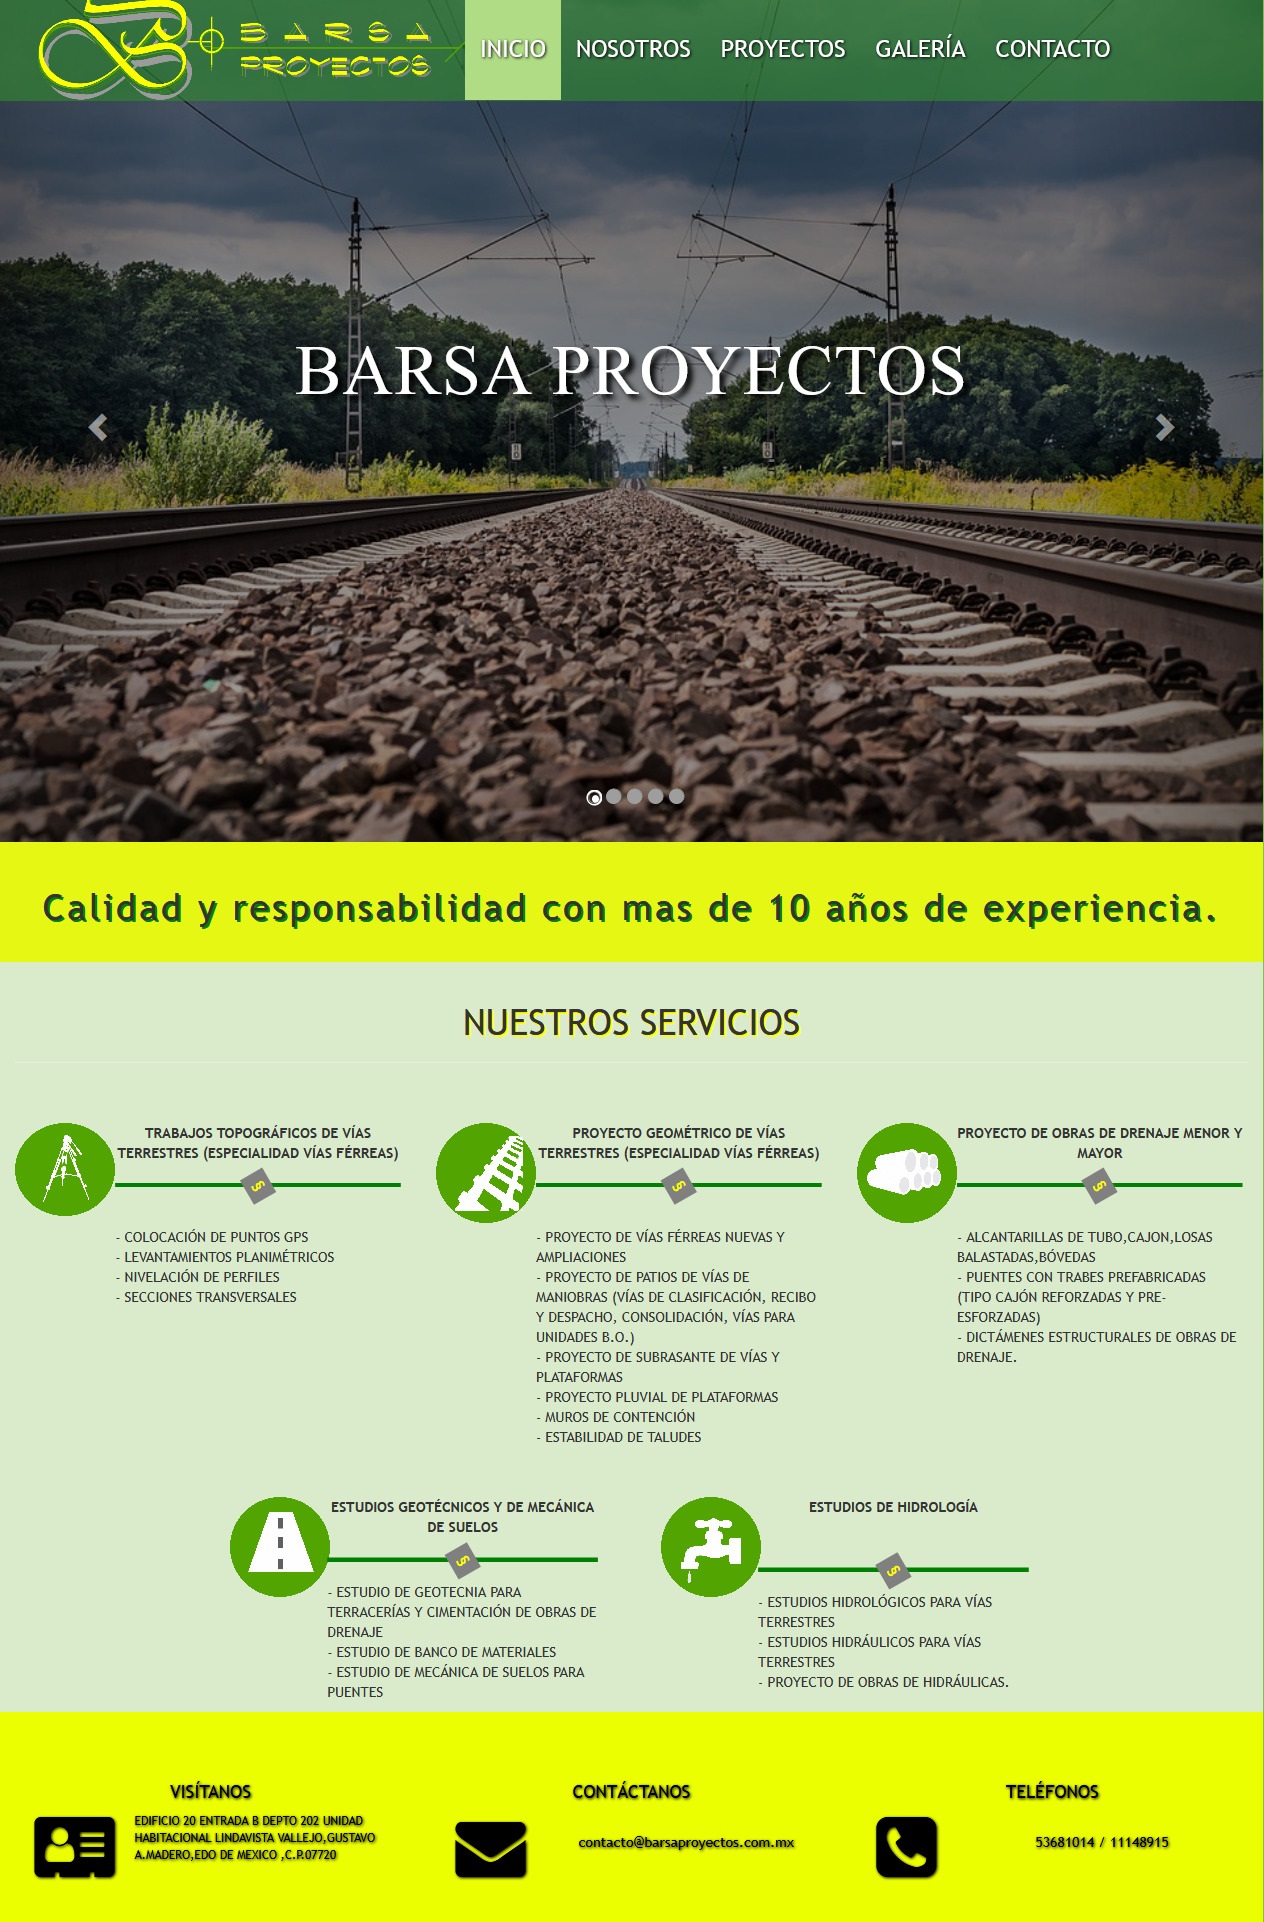 BARSA
PROYECTOS
INICIO NOSOTROS PROYECTOS GALERÍA CONTACTO
BARSA PROYECTOS
Calidad y responsabilidad con mas de 10 años de experiencia.
NUESTROS SERVICIOS
TRABAJOS TOPOGRÁFICOS DE VÍAS
TERRESTRES (ESPECIALIDAD VÍAS FÉRREAS)
§
- COLOCACIÓN DE PUNTOS GPS
- LEVANTAMIENTOS PLANIMÉTRICOS
- NIVELACIÓN DE PERFILES
- SECCIONES TRANSVERSALES
PROYECTO GEOMÉTRICO DE VÍAS
TERRESTRES (ESPECIALIDAD VÍAS FÉRREAS)
§
- PROYECTO DE VÍAS FÉRREAS NUEVAS Y
AMPLIACIONES
- PROYECTO DE PATIOS DE VÍAS DE
MANIOBRAS (VÍAS DE CLASIFICACIÓN, RECIBO
Y DESPACHO, CONSOLIDACIÓN, VÍAS PARA
UNIDADES B.O.)
- PROYECTO DE SUBRASANTE DE VÍAS Y
PLATAFORMAS
- PROYECTO PLUVIAL DE PLATAFORMAS
- MUROS DE CONTENCIÓN
- ESTABILIDAD DE TALUDES
PROYECTO DE OBRAS DE DRENAJE MENOR Y
MAYOR
§
- ALCANTARILLAS DE TUBO,CAJON,LOSAS
BALASTADAS,BÓVEDAS
- PUENTES CON TRABES PREFABRICADAS
(TIPO CAJÓN REFORZADAS Y PRE-
ESFORZADAS)
- DICTÁMENES ESTRUCTURALES DE OBRAS DE
DRENAJE.
ESTUDIOS GEOTÉCNICOS Y DE MECÁNICA
DE SUELOS
§
- ESTUDIO DE GEOTECNIA PARA
TERRACERÍAS Y CIMENTACIÓN DE OBRAS DE
DRENAJE
- ESTUDIO DE BANCO DE MATERIALES
- ESTUDIO DE MECÁNICA DE SUELOS PARA
PUENTES
ESTUDIOS DE HIDROLOGÍA
§
- ESTUDIOS HIDROLÓGICOS PARA VÍAS
TERRESTRES
- ESTUDIOS HIDRÁULICOS PARA VÍAS
TERRESTRES
- PROYECTO DE OBRAS DE HIDRÁULICAS.
VISÍTANOS
EDIFICIO 20 ENTRADA B DEPTO 202 UNIDAD
HABITACIONAL LINDAVISTA VALLEJO,GUSTAVO
A.MADERO,EDO DE MEXICO ,C.P.07720
CONTÁCTANOS
contacto@barsaproyectos.com.mx
TELÉFONOS
53681014 / 11148915